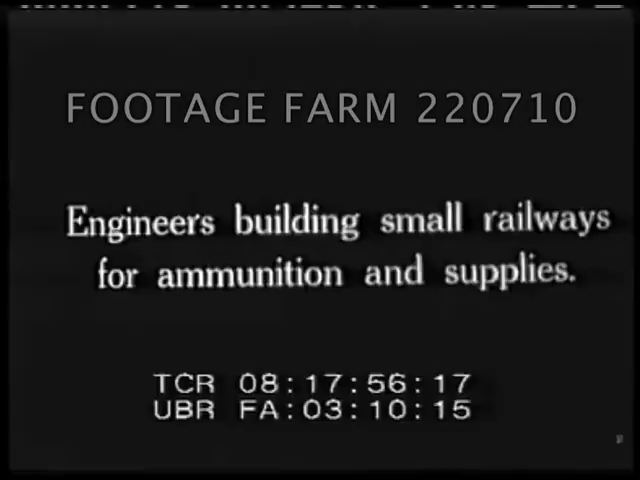 FOOTAGE FARM 220710
Engineers building small railways
for ammunition and supplies.
TCR 08:17:56:17
UBR FA:03:10:15